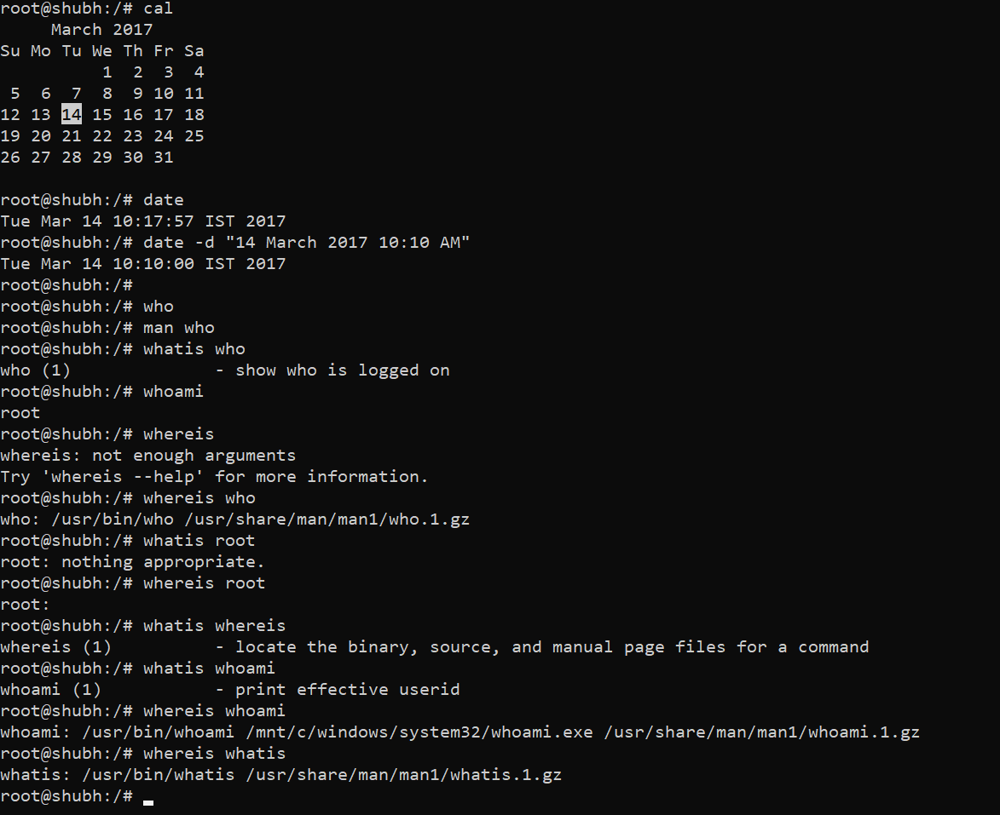 root@shubh:/# cal
     March 2017
Su Mo Tu We Th Fr Sa
          1  2  3  4
 5  6  7  8  9 10 11
12 13 14 15 16 17 18
19 20 21 22 23 24 25
26 27 28 29 30 31

root@shubh:/# date
Tue Mar 14 10:17:57 IST 2017
root@shubh:/# date -d "14 March 2017 10:10 AM"
Tue Mar 14 10:10:00 IST 2017
root@shubh:/#
root@shubh:/# who
root@shubh:/# man who
root@shubh:/# whatis who
who (1)              - show who is logged on
root@shubh:/# whoami
root
root@shubh:/# whereis
whereis: not enough arguments
Try 'whereis --help' for more information.
root@shubh:/# whereis who
who: /usr/bin/who /usr/share/man/man1/who.1.gz
root@shubh:/# whatis root
root: nothing appropriate.
root@shubh:/# whereis root
root:
root@shubh:/# whatis whereis
whereis (1)          - locate the binary, source, and manual page files for a command
root@shubh:/# whatis whoami
whoami (1)           - print effective userid
root@shubh:/# whereis whoami
whoami: /usr/bin/whoami /mnt/c/windows/system32/whoami.exe /usr/share/man/man1/whoami.1.gz
root@shubh:/# whereis whatis
whatis: /usr/bin/whatis /usr/share/man/man1/whatis.1.gz
root@shubh:/#